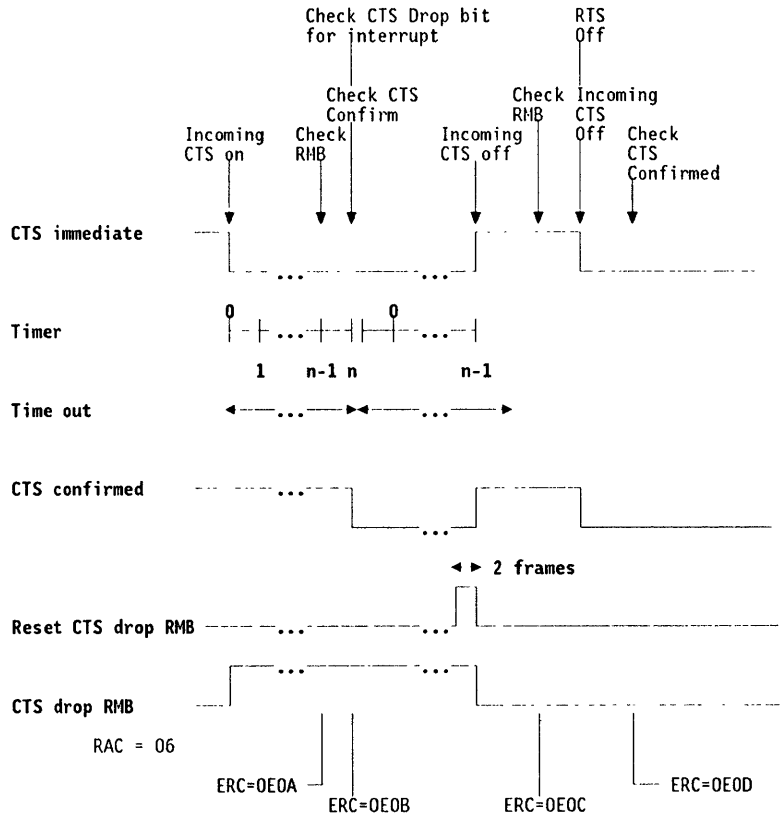 Check CTS Drop bit
for interrupt
RTS
Off
Check CTS
Confirm
Check Incoming
RMB CTS
Off
Incoming
CTS on
Check
RMB
Incoming
CTS off
Check
CTS
Confirmed
CTS immediate
... ...
0 0
Timer
... ...
1 n-1 n n-1
Time out
... ...
CTS confirmed
...
...
2 frames
Reset CTS drop RMB
... ...
... ...
CTS drop RMB
RAC = 06
ERC=0E0A
ERC=0E0D
ERC=0E0B
ERC=0E0C